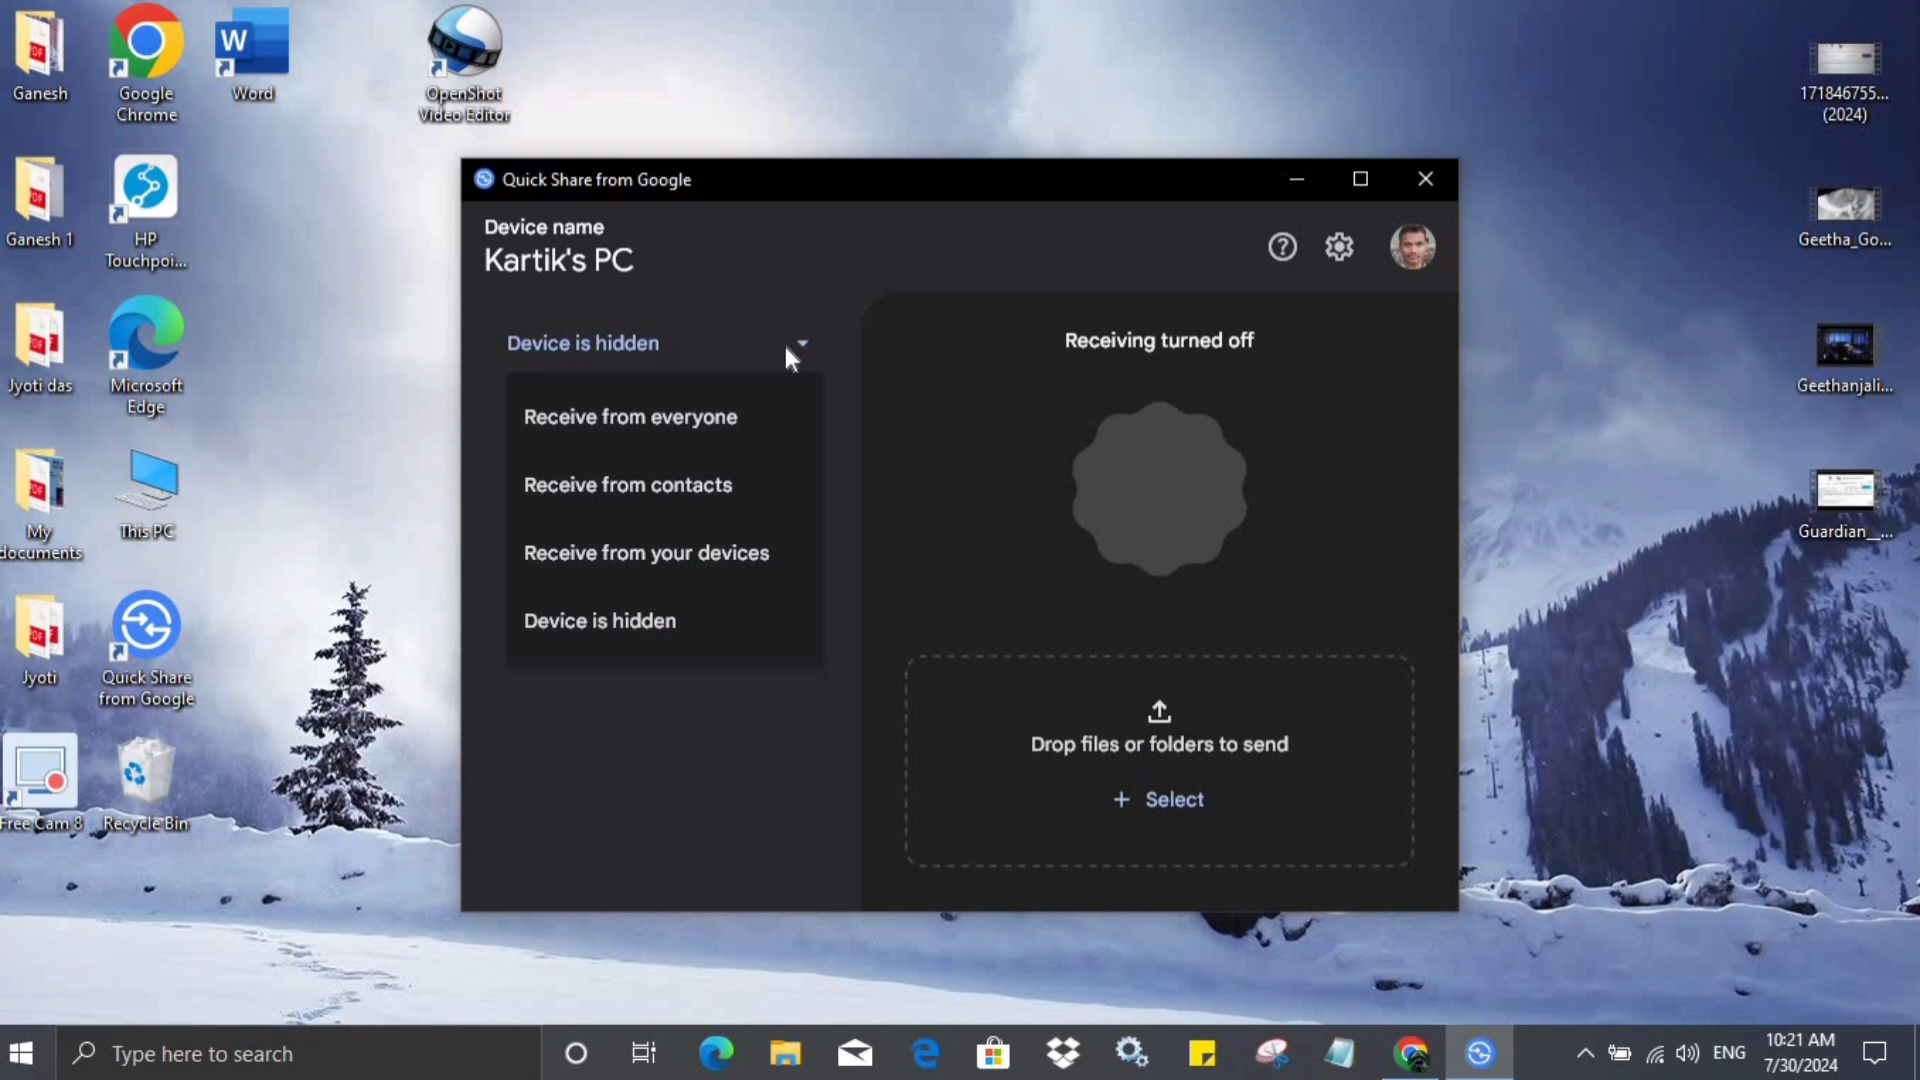 Ganesh
Google
Chrome
Word
OpenShot
Video Editor
171846755...
(2024)
Ganesh 1
HP
Touchpoi...
Geetha_Go...
Jyoti das
Microsoft
Edge
Geethanjali...
My
documents
This PC
Guardian__...
Jyoti
Quick Share
from Google
Free Cam 8
Recycle Bin
Quick Share from Google
Device name
Kartik's PC
Device is hidden
Receive from everyone
Receive from contacts
Receive from your devices
Device is hidden
Receiving turned off
Drop files or folders to send
+ Select
Type here to search
ENG
10:21 AM
7/30/2024